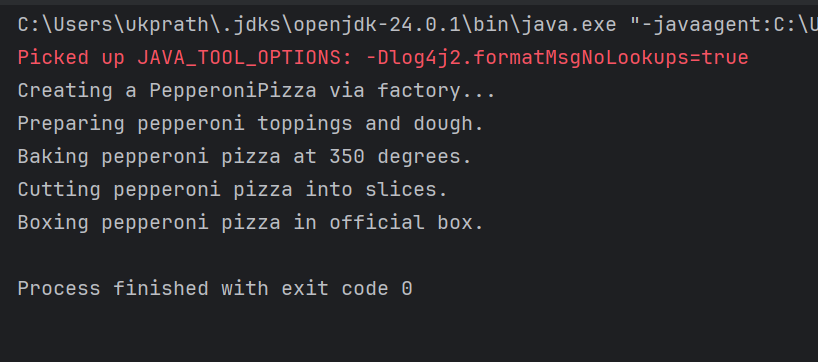 C:\Users\ukprath\.jdks\openjdk-24.0.1\bin\java.exe "-javaagent:C:\U
Picked up JAVA_TOOL_OPTIONS: -Dlog4j2.formatMsgNoLookups=true
Creating a PepperoniPizza via factory...
Preparing pepperoni toppings and dough.
Baking pepperoni pizza at 350 degrees.
Cutting pepperoni pizza into slices.
Boxing pepperoni pizza in official box.
Process finished with exit code 0